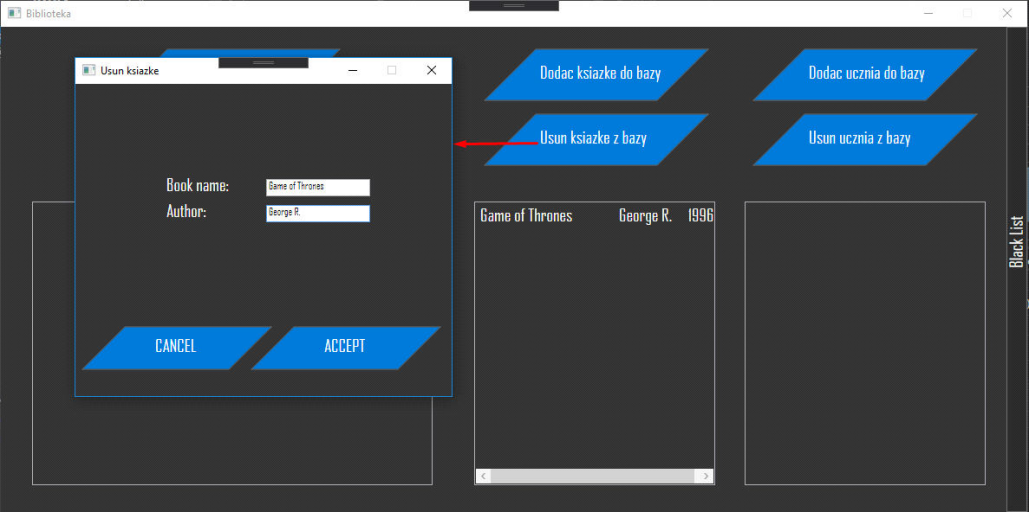 Biblioteka
Usun ksiazke
Book name: Game of Thrones
Author: George R.
CANCEL ACCEPT
Dodac ksiazke do bazy
Dodac ucznia do bazy
Usun ksiazke z bazy
Usun ucznia z bazy
Game of Thrones George R. 1996
Black List